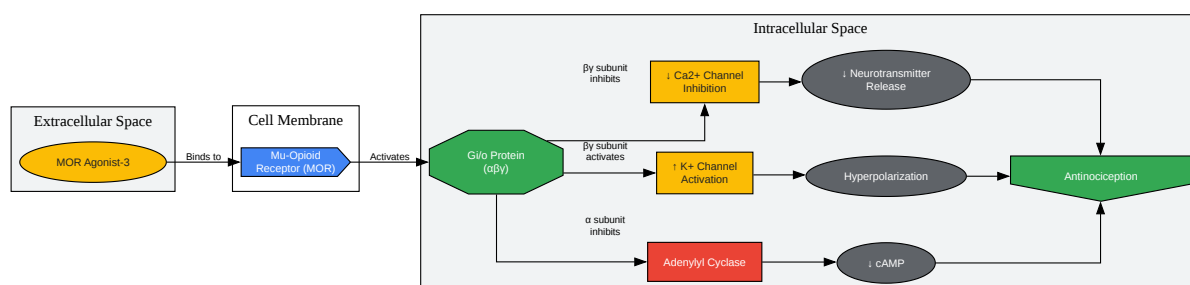 Extracellular Space
MOR Agonist-3
Binds to
Cell Membrane
Mu-Opioid
Receptor (MOR)
Activates
Intracellular Space
Gi/o Protein
(αβγ)
βγ subunit
inhibits
↓ Ca2+ Channel
Inhibition
↓ Neurotransmitter
Release
βγ subunit
activates
↑ K+ Channel
Activation
Hyperpolarization
Antinociception
α subunit
inhibits
Adenylyl Cyclase
↓ cAMP